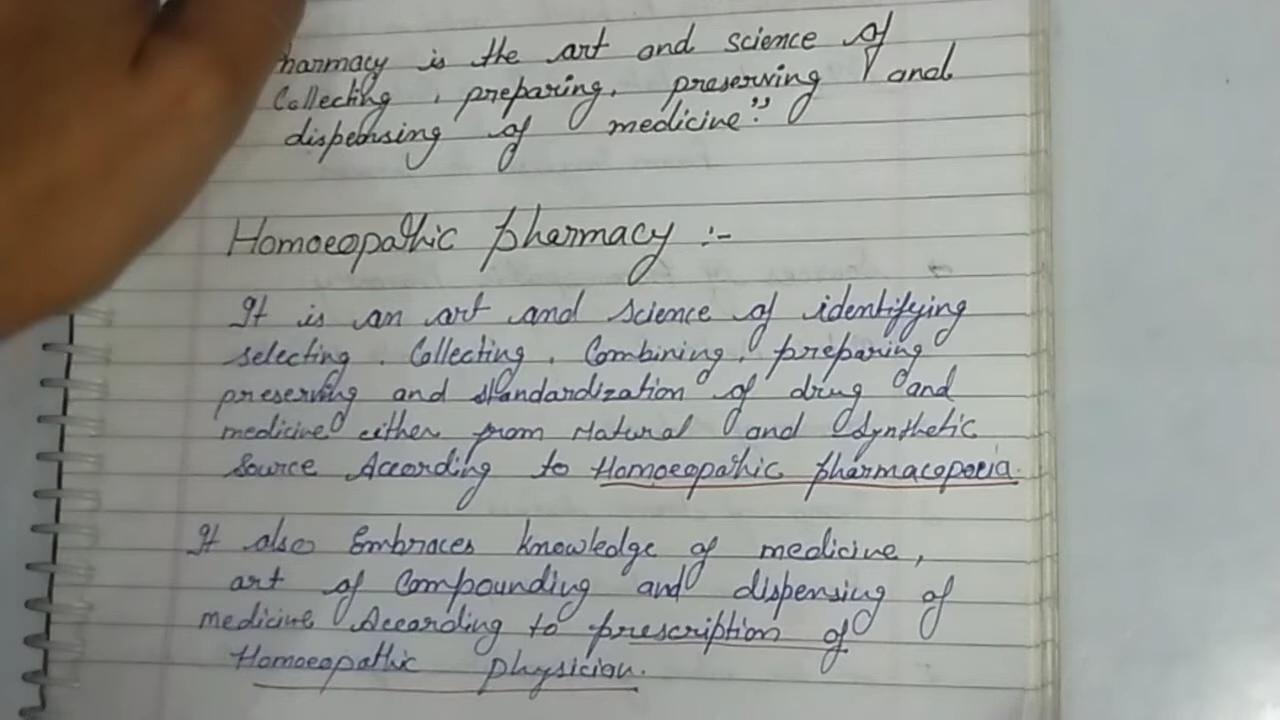 harmacy is the art and science of
Collecting, preparing, preserving and
dispensing of medicine."
Homoeopathic pharmacy :-
It is an art and science of identifying
selecting, Collecting, Combining, preparing
preserving and standardization of drug and
medicine either from Natural and Synthetic
Source According to Homoeopathic pharmacopoeia.
It also Embraces knowledge of medicine,
art of Compounding and dispensing of
medicine According to prescription of
Homoeopathic physician.